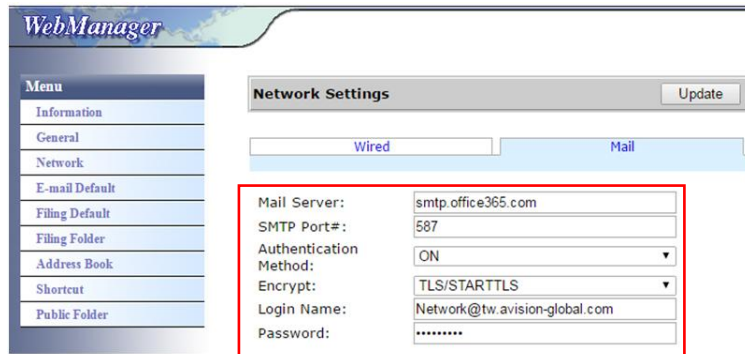 WebManager
Menu
Information
General
Network
E-mail Default
Filing Default
Filing Folder
Address Book
Shortcut
Public Folder
Network Settings
Update
Wired
Mail
Mail Server: smtp.office365.com
SMTP Port#: 587
Authentication
Method: ON
Encrypt: TLS/STARTTLS
Login Name: Network@tw.avision-global.com
Password: •••••••••